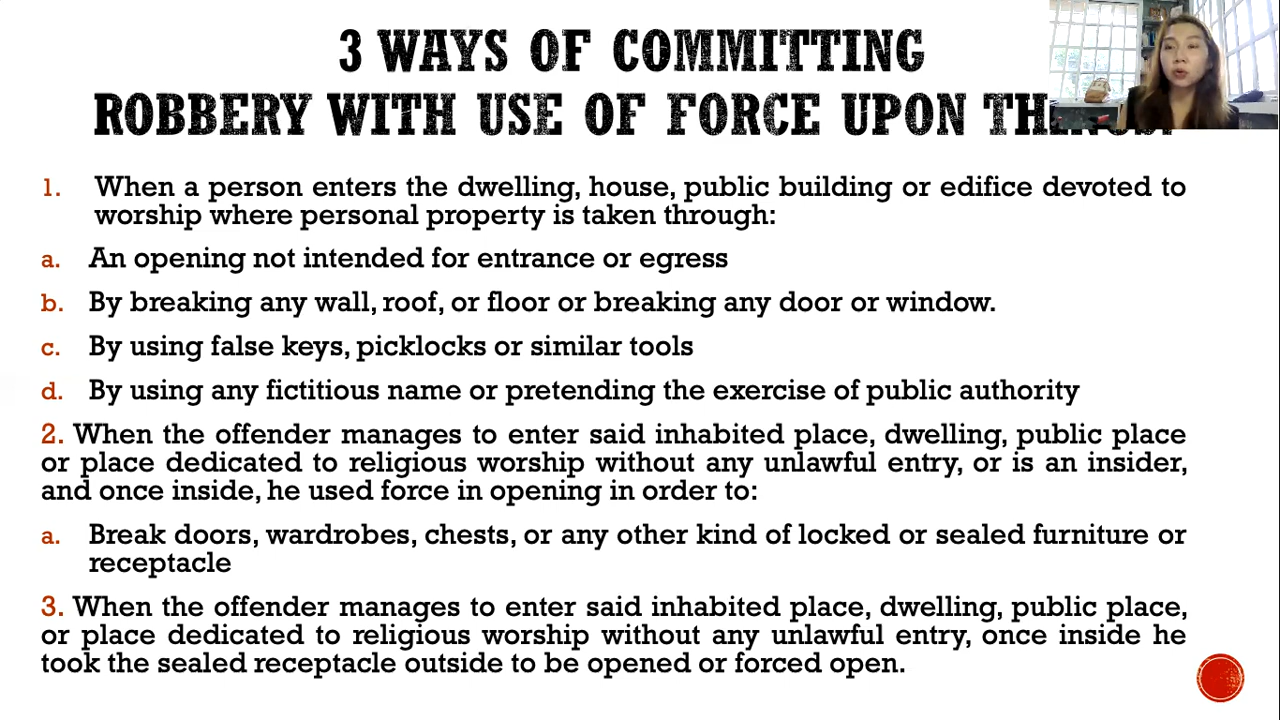 3 WAYS OF COMMITTING
ROBBERY WITH USE OF FORCE UPON
1. When a person enters the dwelling, house, public building or edifice devoted to
worship where personal property is taken through:
a. An opening not intended for entrance or egress
b. By breaking any wall, roof, or floor or breaking any door or window.
c. By using false keys, picklocks or similar tools
d. By using any fictitious name or pretending the exercise of public authority
2. When the offender manages to enter said inhabited place, dwelling, public place
or place dedicated to religious worship without any unlawful entry, or is an insider,
and once inside, he used force in opening in order to:
a. Break doors, wardrobes, chests, or any other kind of locked or sealed furniture or
receptacle
3. When the offender manages to enter said inhabited place, dwelling, public place,
or place dedicated to religious worship without any unlawful entry, once inside he
took the sealed receptacle outside to be opened or forced open.